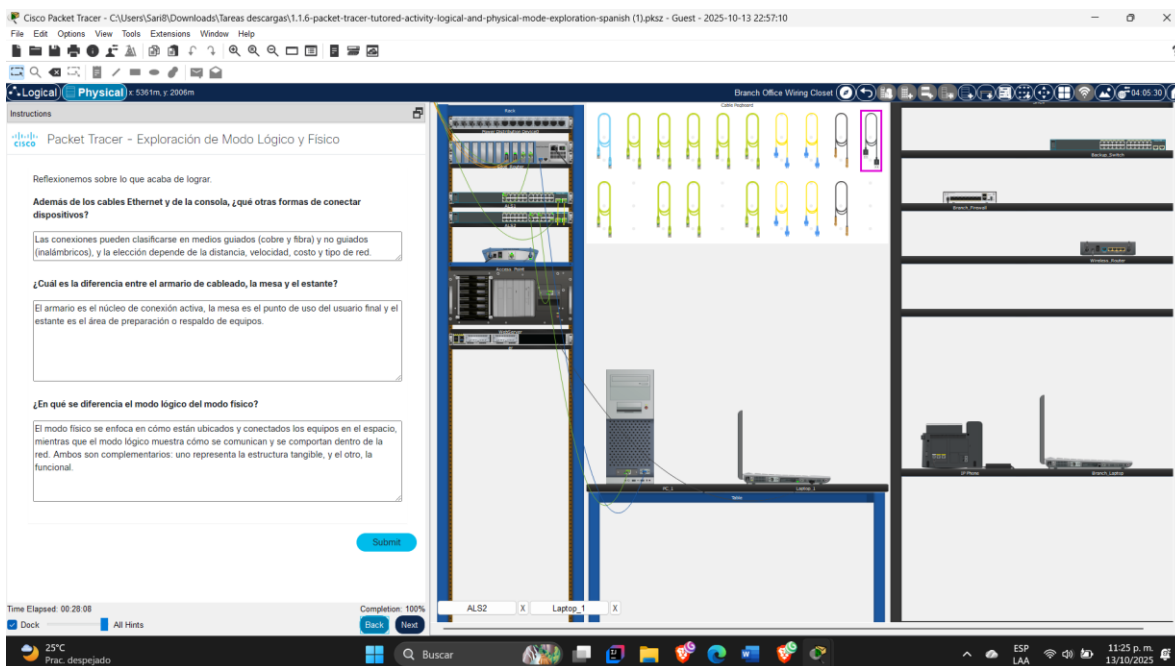 Cisco Packet Tracer - C:\Users\Sari8\Downloads\Tareas descargas\1.1.6-packet-tracer-tutored-activity-logical-and-physical-mode-exploration-spanish (1).pksz - Guest - 2025-10-13 22:57:10
File Edit Options View Tools Extensions Window Help
Logical Physical x: 5361m, y: 2006m
Branch Office Wiring Closet
04:05:30
Instructions
CISCO Packet Tracer - Exploración de Modo Lógico y Físico
Reflexionemos sobre lo que acaba de lograr.
Además de los cables Ethernet y de la consola, ¿qué otras formas de conectar
dispositivos?
Las conexiones pueden clasificarse en medios guiados (cobre y fibra) y no guiados
(inalámbricos), y la elección depende de la distancia, velocidad, costo y tipo de red.
¿Cuál es la diferencia entre el armario de cableado, la mesa y el estante?
El armario es el núcleo de conexión activa, la mesa es el punto de uso del usuario final y el
estante es el área de preparación o respaldo de equipos.
¿En qué se diferencia el modo lógico del modo físico?
El modo físico se enfoca en cómo están ubicados y conectados los equipos en el espacio,
mientras que el modo lógico muestra cómo se comunican y se comportan dentro de la
red. Ambos son complementarios: uno representa la estructura tangible, y el otro, la
funcional.
Submit
Time Elapsed: 00:28:08
Completion: 100%
Dock
All Hints
Back
Next
Rack
Power Distribution Device0
ALS1
ALS2
Access_Point
WebServer
Cable Pegboard
PC_1
Laptop_1
Table
Backup_Switch
Branch_Firewall
Wireless_Router
IP Phone
Branch_Laptop
ALS2 X
Laptop_1 X
25°C
Prac. despejado
Buscar
ESP
LAA
11:25 p. m.
13/10/2025